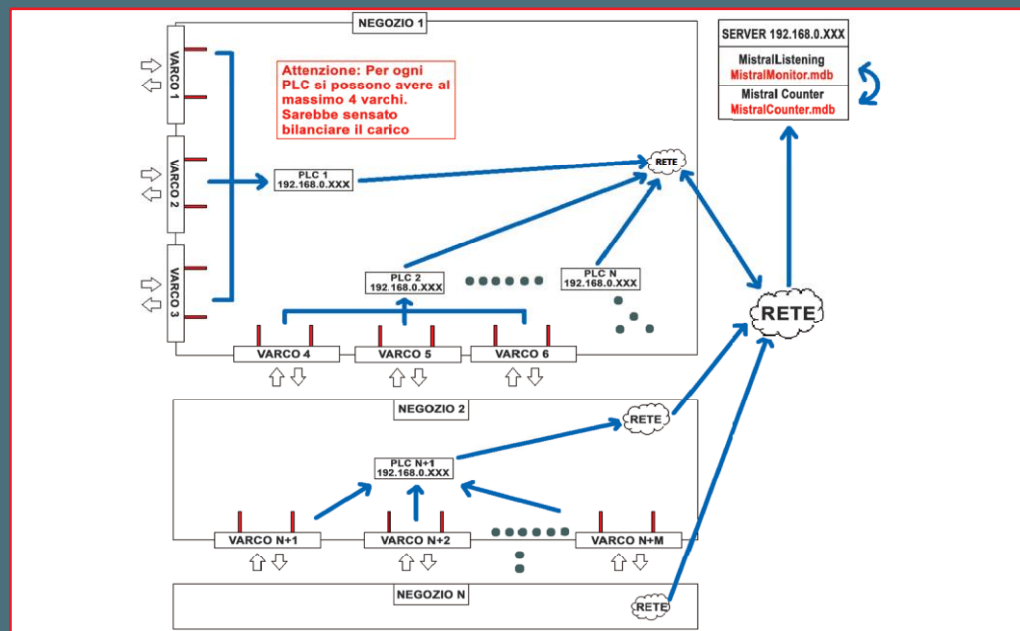 NEGOZIO 1
SERVER 192.168.0.XXX
MistralListening
MistralMonitor.mdb
Mistral Counter
MistralCounter.mdb
VARCO 1
Attenzione: Per ogni
PLC si possono avere al
massimo 4 varchi.
Sarebbe sensato
bilanciare il carico
VARCO 2
PLC 1
192.168.0.XXX
RETE
VARCO 3
PLC 2
192.168.0.XXX
PLC N
192.168.0.XXX
RETE
VARCO 4
VARCO 5
VARCO 6
NEGOZIO 2
RETE
PLC N+1
192.168.0.XXX
VARCO N+1
VARCO N+2
VARCO N+M
NEGOZIO N
RETE